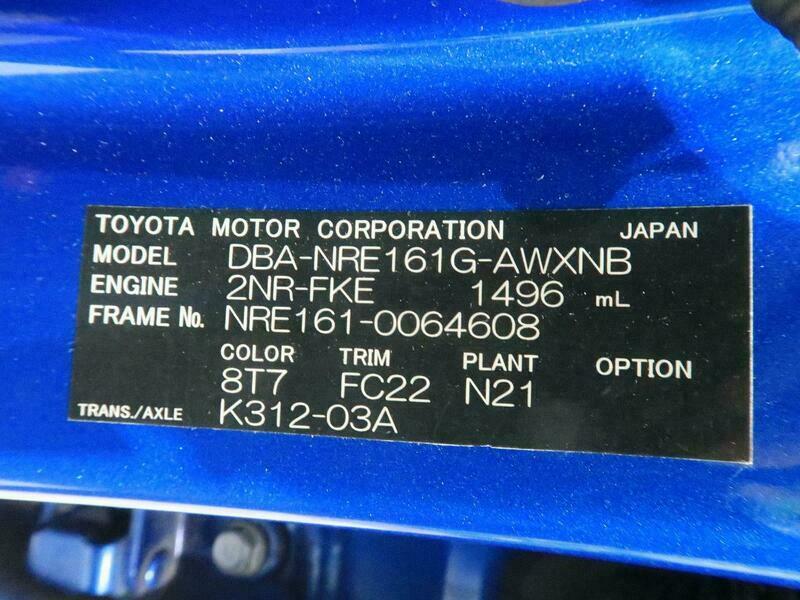 TOYOTA MOTOR CORPORATION JAPAN
MODEL DBA-NRE161G-AWXNB
ENGINE 2NR-FKE 1496 mL
FRAME No. NRE161-0064608
COLOR TRIM PLANT OPTION
8T7 FC22 N21
TRANS./AXLE K312-03A